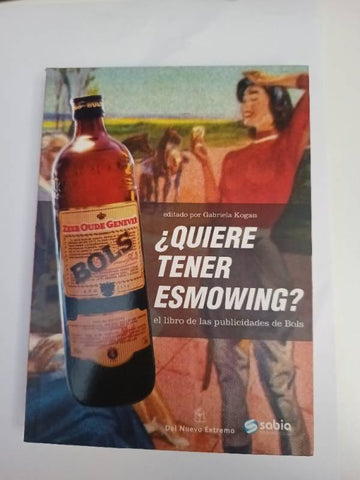 BOLS
ZEER OUDE GENEVER
BOLS
editado por Gabriela Kogan
¿QUIERE
TENER
ESMOWING?
el libro de las publicidades de Bols
Del Nuevo Extremo
sabia